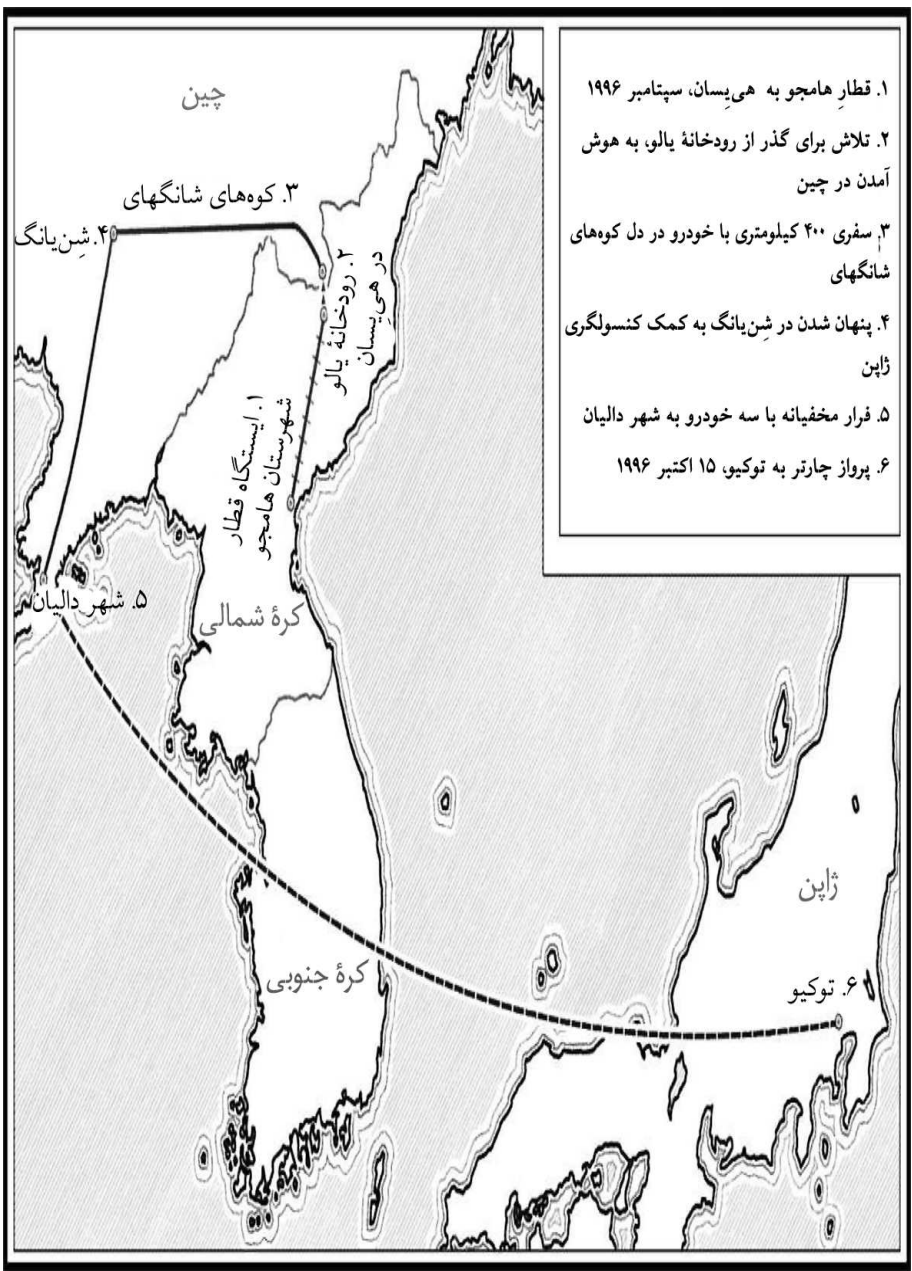 ۱. قطارِ هامجو به هی‌یِسان، سپتامبر ۱۹۹۶
۲. تلاش برای گذر از رودخانهٔ یالو، به هوش
آمدن در چین
۳. سفری ۴۰۰ کیلومتری با خودرو در دل کوه‌های
شانگهای
۴. پنهان شدن در شِن‌یانگ به کمک کنسولگری
ژاپن
۵. فرار مخفیانه با سه خودرو به شهر دالیان
۶. پرواز چارتر به توکیو، ۱۵ اکتبر ۱۹۹۶
چین
۳. کوه‌های شانگهای
۴. شِن‌یانگ
۲. رودخانهٔ یالو
در هی‌یِسان
۱. ایستگاه قطار
شهرستان هامجو
۵. شهر دالیان
کرهٔ شمالی
ژاپن
کرهٔ جنوبی
۶. توکیو